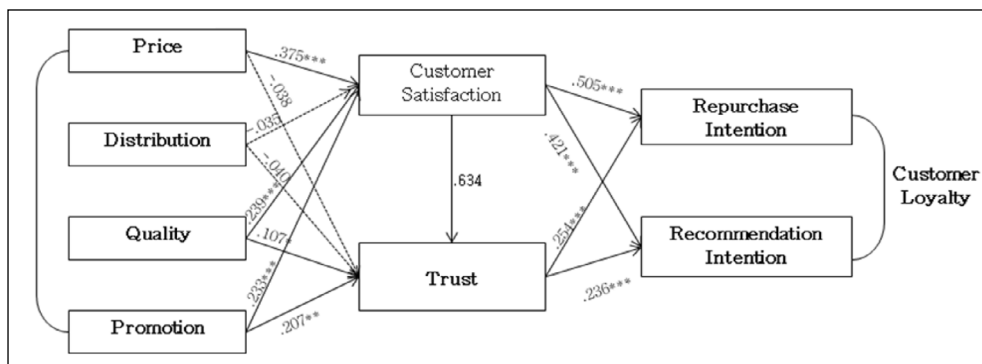 Price
.375***
Customer
Satisfaction
-.038
.505***
Repurchase
Intention
Distribution
-.035
.421***
-.040
.634
Customer
Loyalty
.239***
Quality
.107*
.254***
Recommendation
Intention
Trust
.233***
.236***
Promotion
.207**